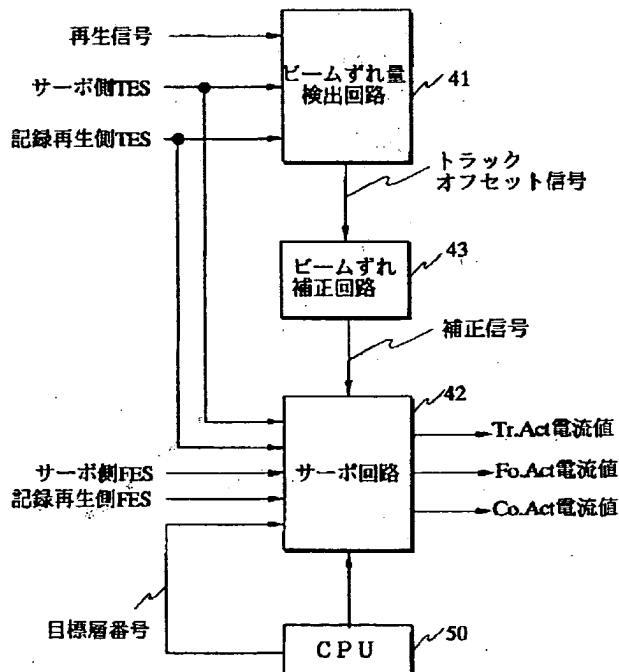 再生信号
サーボ側TES
記録再生側TES
ビームずれ量
検出回路
41
トラック
オフセット信号
ビームずれ
補正回路
43
補正信号
42
サーボ回路
Tr.Act電流値
Fo.Act電流値
Co.Act電流値
サーボ側FES
記録再生側FES
目標層番号
CPU
50